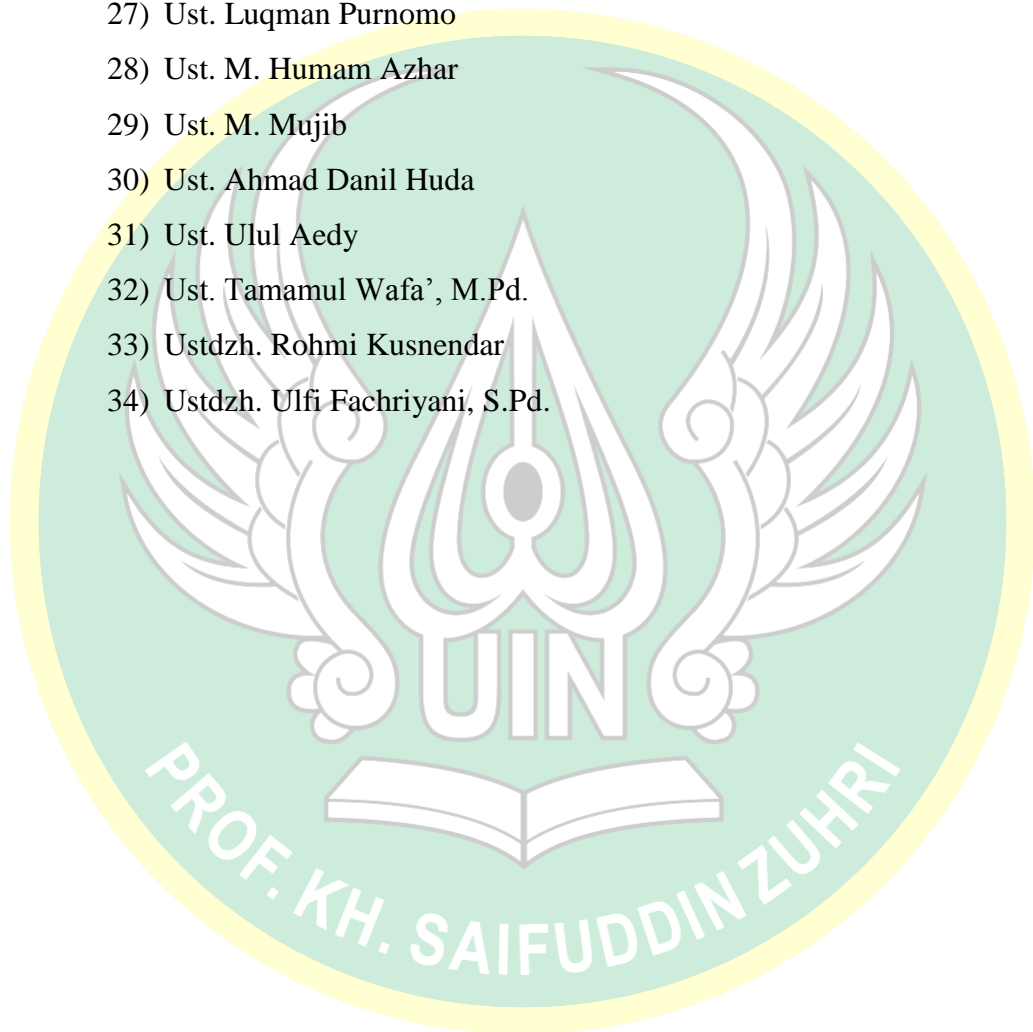 27) Ust. Luqman Purnomo
28) Ust. M. Humam Azhar
29) Ust. M. Mujib
30) Ust. Ahmad Danil Huda
31) Ust. Ulul Aedy
32) Ust. Tamamul Wafa’, M.Pd.
33) Ustdzh. Rohmi Kusnendar
34) Ustdzh. Ulfi Fachriyani, S.Pd.
UIN
PROF. KH. SAIFUDDIN ZUHRI